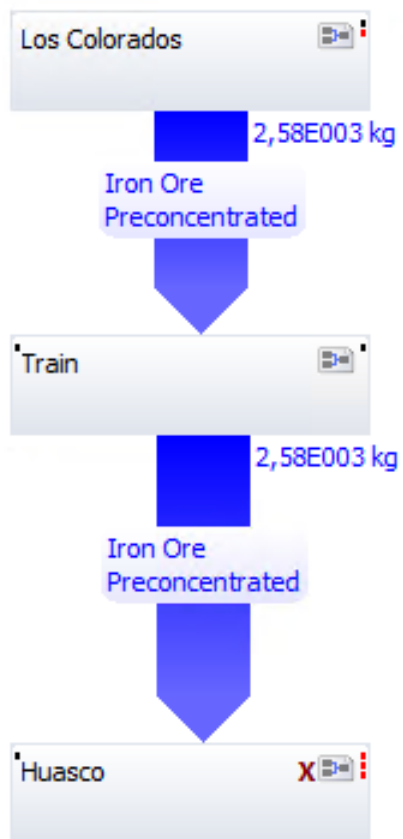 Los Colorados
2,58E003 kg
Iron Ore
Preconcentrated
Train
2,58E003 kg
Iron Ore
Preconcentrated
Huasco
X